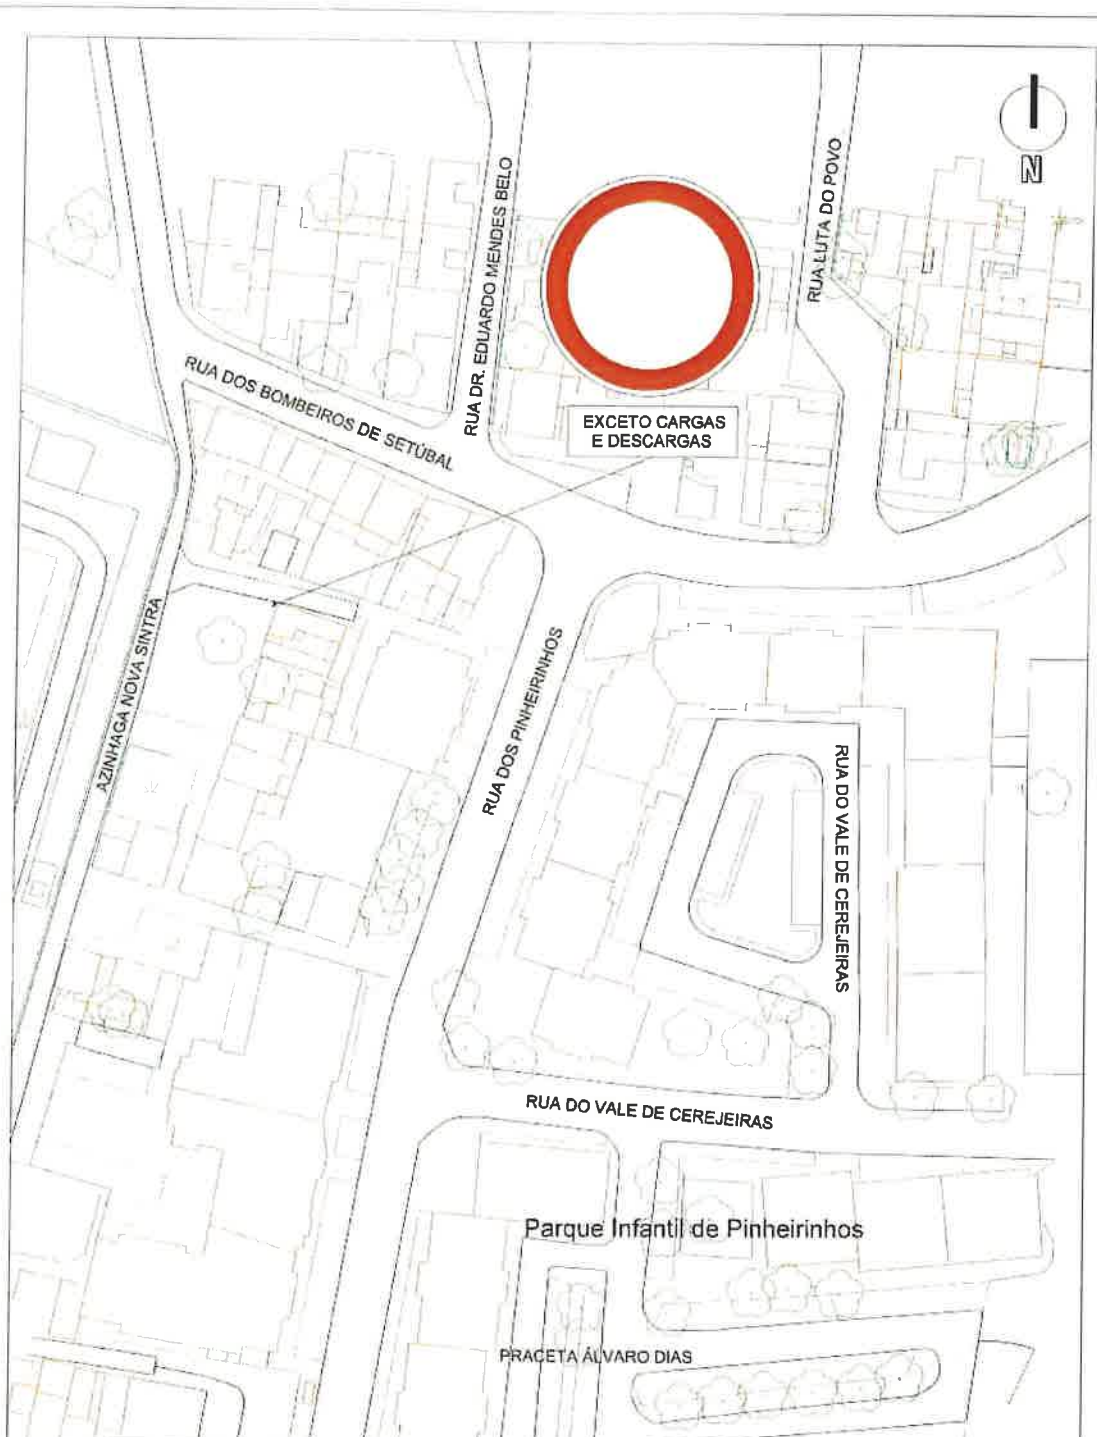 N
RUA DR. EDUARDO MENDES BELO
RUA LUTA DO POVO
RUA DOS BOMBEIROS DE SETÚBAL
EXCETO CARGAS
E DESCARGAS
AZINHAGA NOVA SINTRA
RUA DOS PINHEIRINHOS
RUA DO VALE DE CEREJEIRAS
RUA DO VALE DE CEREJEIRAS
Parque Infantil de Pinheirinhos
PRACETA ÁLVARO DIAS